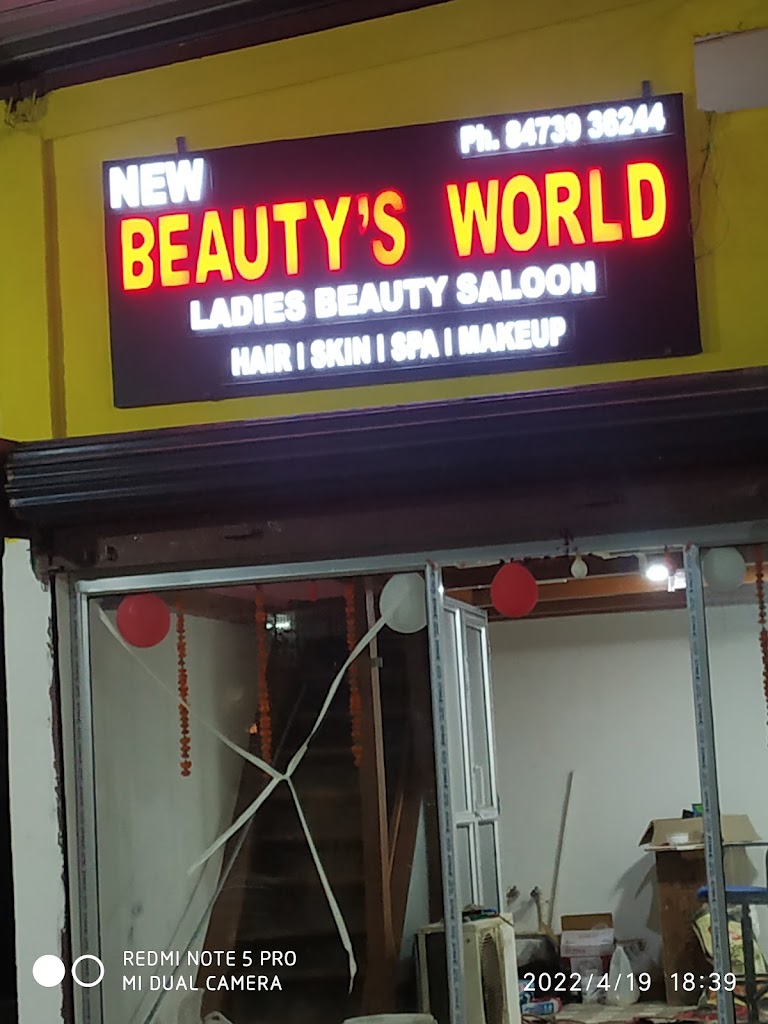 Ph. 84739 36244
NEW
BEAUTY'S WORLD
LADIES BEAUTY SALOON
HAIR | SKIN | SPA | MAKEUP
REDMI NOTE 5 PRO
MI DUAL CAMERA
2022/4/19 18:39